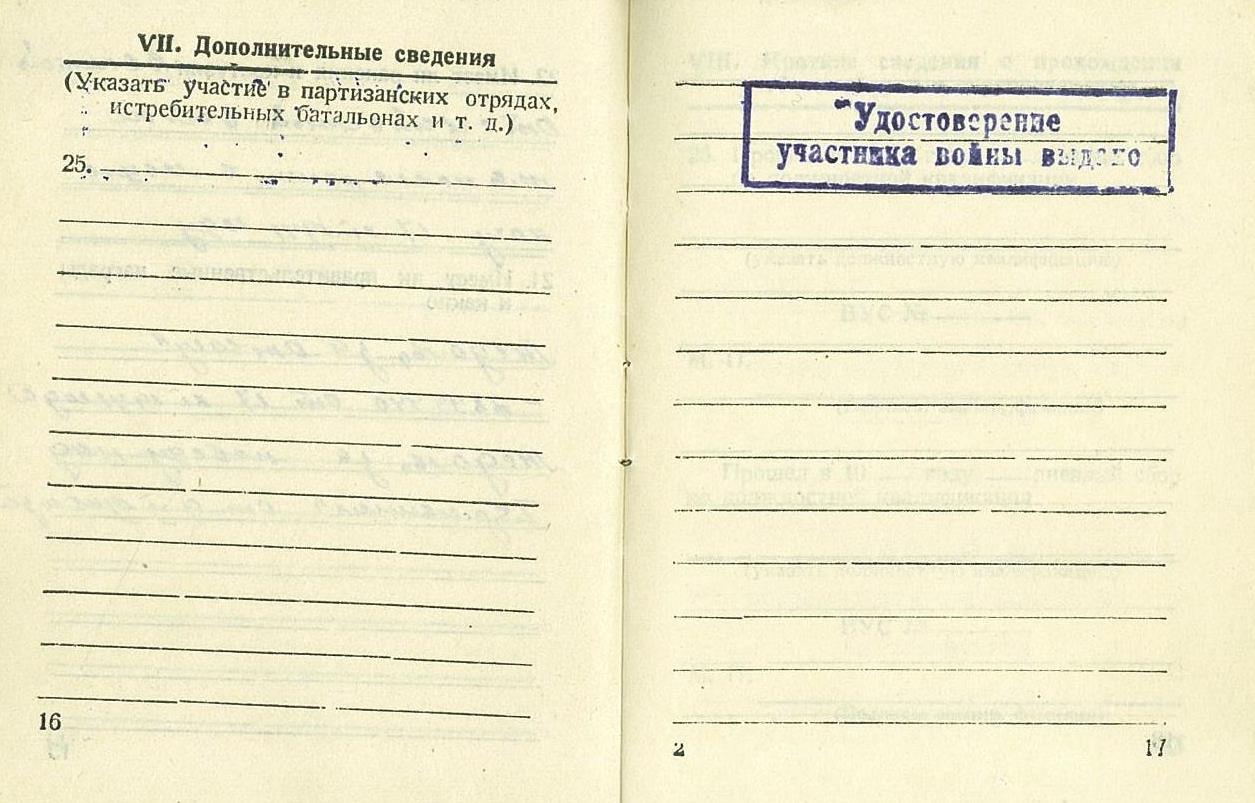 VII. Дополнительные сведения
(Указать участие в партизанских отрядах,
истребительных батальонах и т. д.)
25.
16
Удостоверение
участника войны выдано
2 17